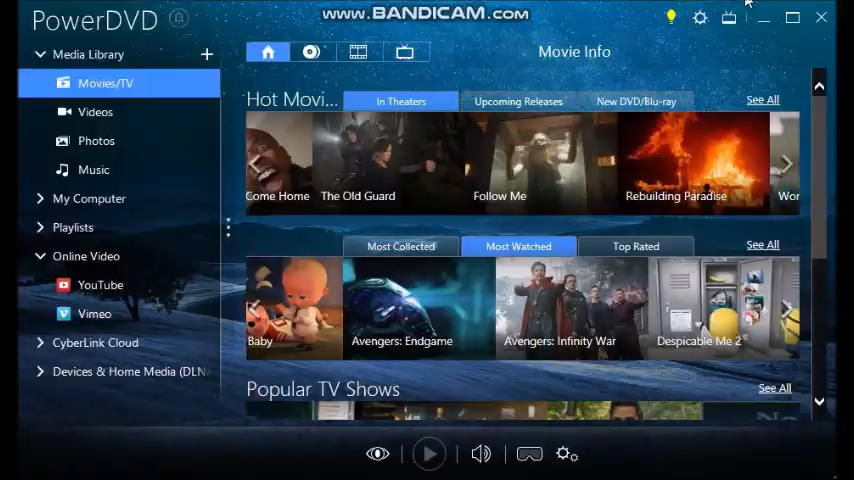 www.BANDICAM.com
PowerDVD
Media Library
Movies/TV
Videos
Photos
Music
My Computer
Playlists
Online Video
YouTube
Vimeo
CyberLink Cloud
Devices & Home Media (DLN
Movie Info
Hot Movi...
In Theaters
Upcoming Releases
New DVD/Blu-ray
See All
Come Home
The Old Guard
Follow Me
Rebuilding Paradise
Wor
Most Collected
Most Watched
Top Rated
See All
Baby
Avengers: Endgame
Avengers: Infinity War
Despicable Me 2
Popular TV Shows
See All